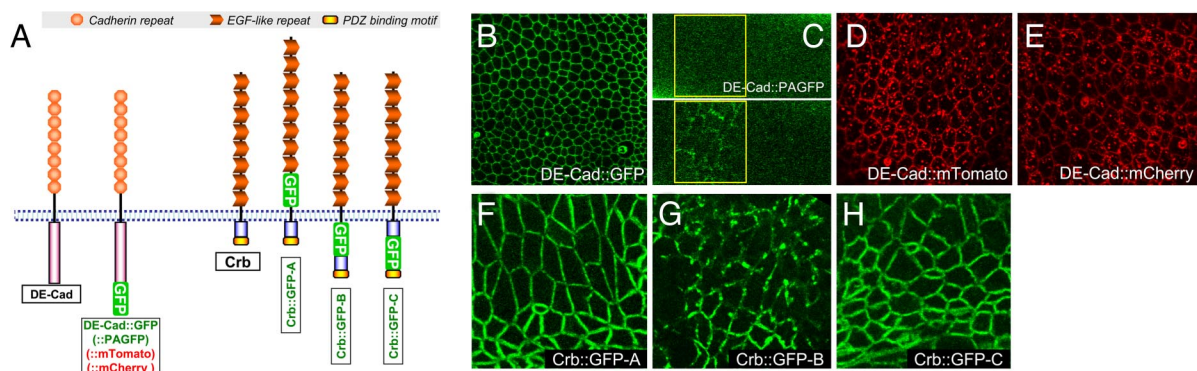 Cadherin repeat EGF-like repeat PDZ binding motif
A
GFP
GFP
GFP
GFP
DE-Cad
DE-Cad::GFP
(::PAGFP)
(::mTomato)
(::mCherry )
Crb
Crb::GFP-A
Crb::GFP-B
Crb::GFP-C
B
DE-Cad::GFP
C
DE-Cad::PAGFP
D
DE-Cad::mTomato
E
DE-Cad::mCherry
F
Crb::GFP-A
G
Crb::GFP-B
H
Crb::GFP-C